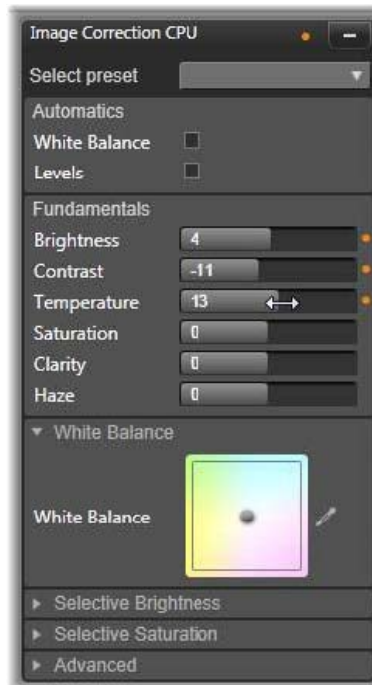 Image Correction CPU
Select preset
Automatics
White Balance
Levels
Fundamentals
Brightness 4
Contrast -11
Temperature 13
Saturation 0
Clarity 0
Haze 0
White Balance
White Balance
Selective Brightness
Selective Saturation
Advanced